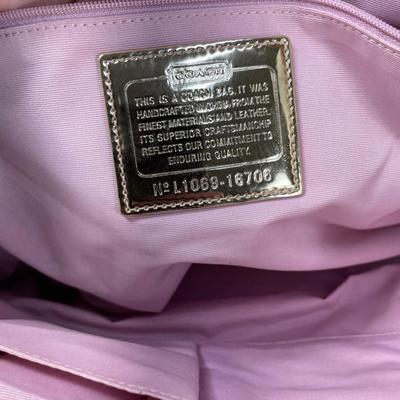 COACH
THIS IS A COACH BAG. IT WAS
HANDCRAFTED IN CHINA FROM THE
FINEST MATERIALS AND LEATHER.
ITS SUPERIOR CRAFTSMANSHIP
REFLECTS OUR COMMITMENT TO
ENDURING QUALITY.
Nº L1069-16706